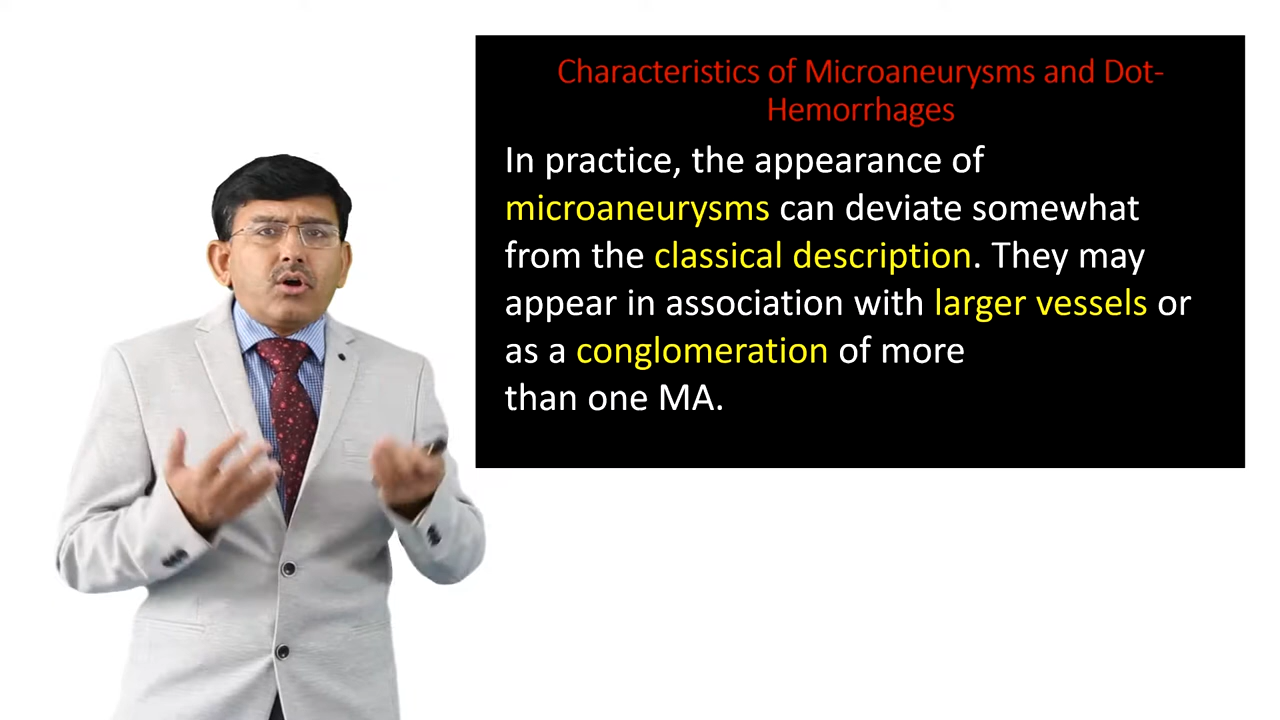 Characteristics of Microaneurysms and Dot-
Hemorrhages
In practice, the appearance of
microaneurysms can deviate somewhat
from the classical description. They may
appear in association with larger vessels or
as a conglomeration of more
than one MA.